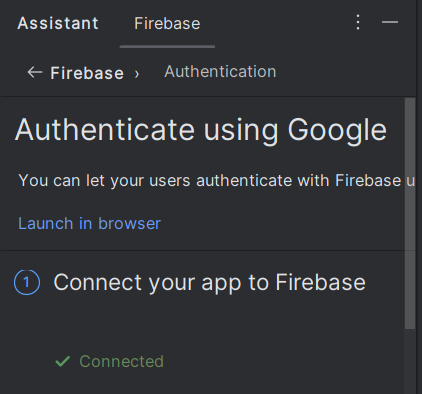 Assistant Firebase
Firebase › Authentication
Authenticate using Google
You can let your users authenticate with Firebase u
Launch in browser
1 Connect your app to Firebase
Connected